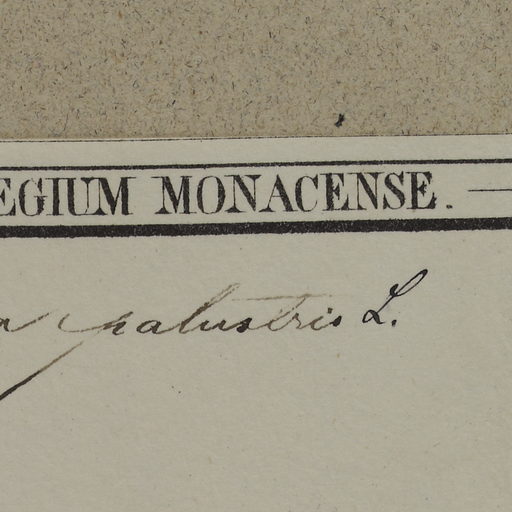 EGIUM MONACENSE.
a palustris L.